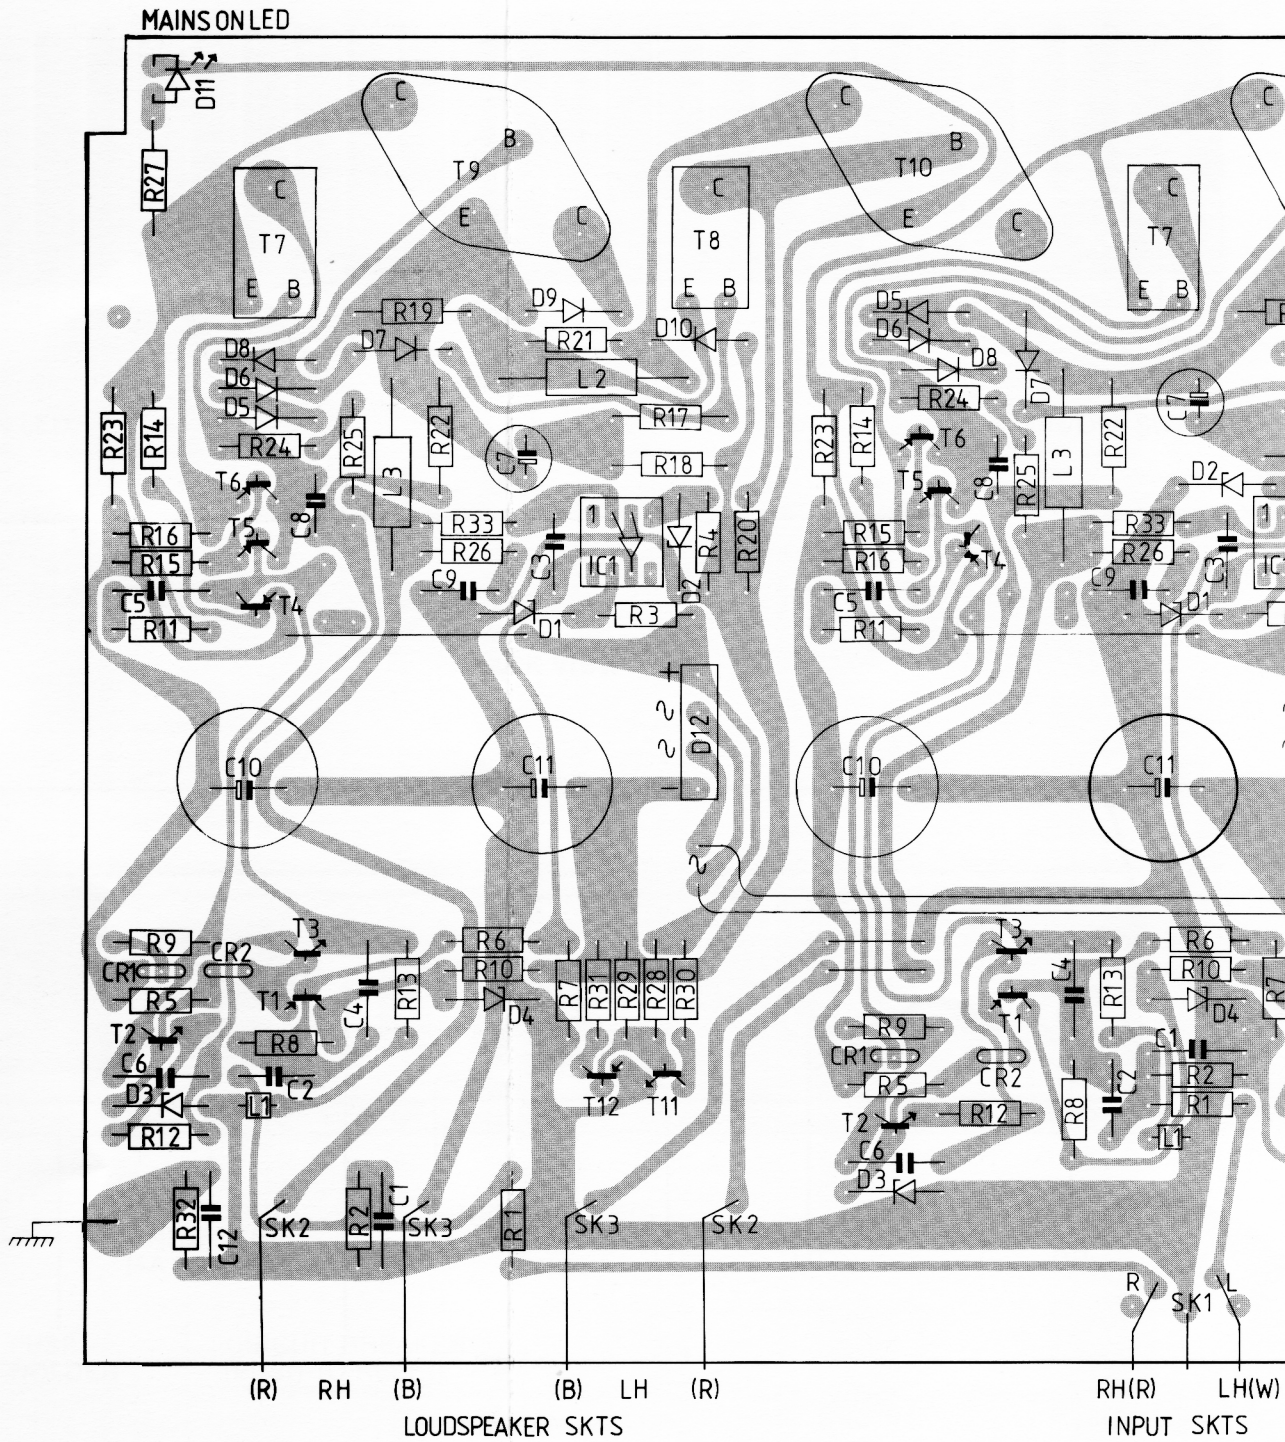 MAINS ON LED
D11
R27
C
B
T9
E
C
C
T7
E B
C
T8
E B
C
B
T10
E
C
C
T7
E B
C
R19
D9
D7
R21
D10
L2
D8
D6
D5
R24
R23
R14
R25
L3
R22
C7
R17
R18
T6
C8
T5
R16
R15
C5
T4
R11
R33
R26
C9
C3
1
IC1
D1
R3
D2
R4
R20
D5
D6
D8
D7
R24
R23
R14
T6
T5
C8
R25
L3
R22
C7
D2
R15
R16
C5
T4
R11
R33
R26
C9
C3
1
IC
D1
R
+
~
~
D12
−
~
C10
C11
C10
C11
R9
CR1
CR2
R5
T3
T1
T2
R8
C6
C2
D3
L1
R12
C4
R13
R6
R10
D4
R7
R31
R29
R28
R30
T12
T11
T3
T1
R9
CR1
CR2
R5
R12
T2
C6
D3
C4
R13
R6
R10
D4
R7
C1
R2
R1
L1
R8
C2
R32
C12
SK2
R2
C1
SK3
R1
SK3
SK2
R
SK1
L
(R) RH (B)
(B) LH (R)
RH(R)
LH(W)
LOUDSPEAKER SKTS
INPUT SKTS